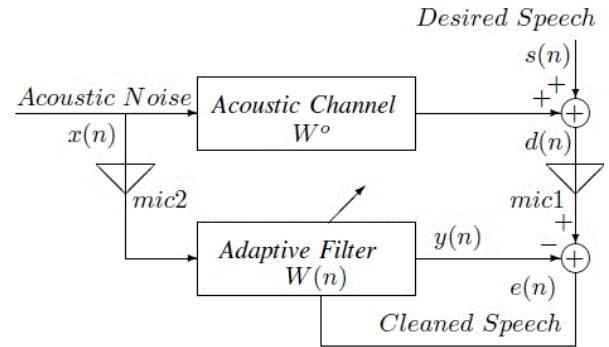 Desired Speech
s(n)
+
+
+
Acoustic Noise
x(n)
Acoustic Channel
W^o
d(n)
mic2
mic1
+
−
+
Adaptive Filter
W(n)
y(n)
e(n)
Cleaned Speech